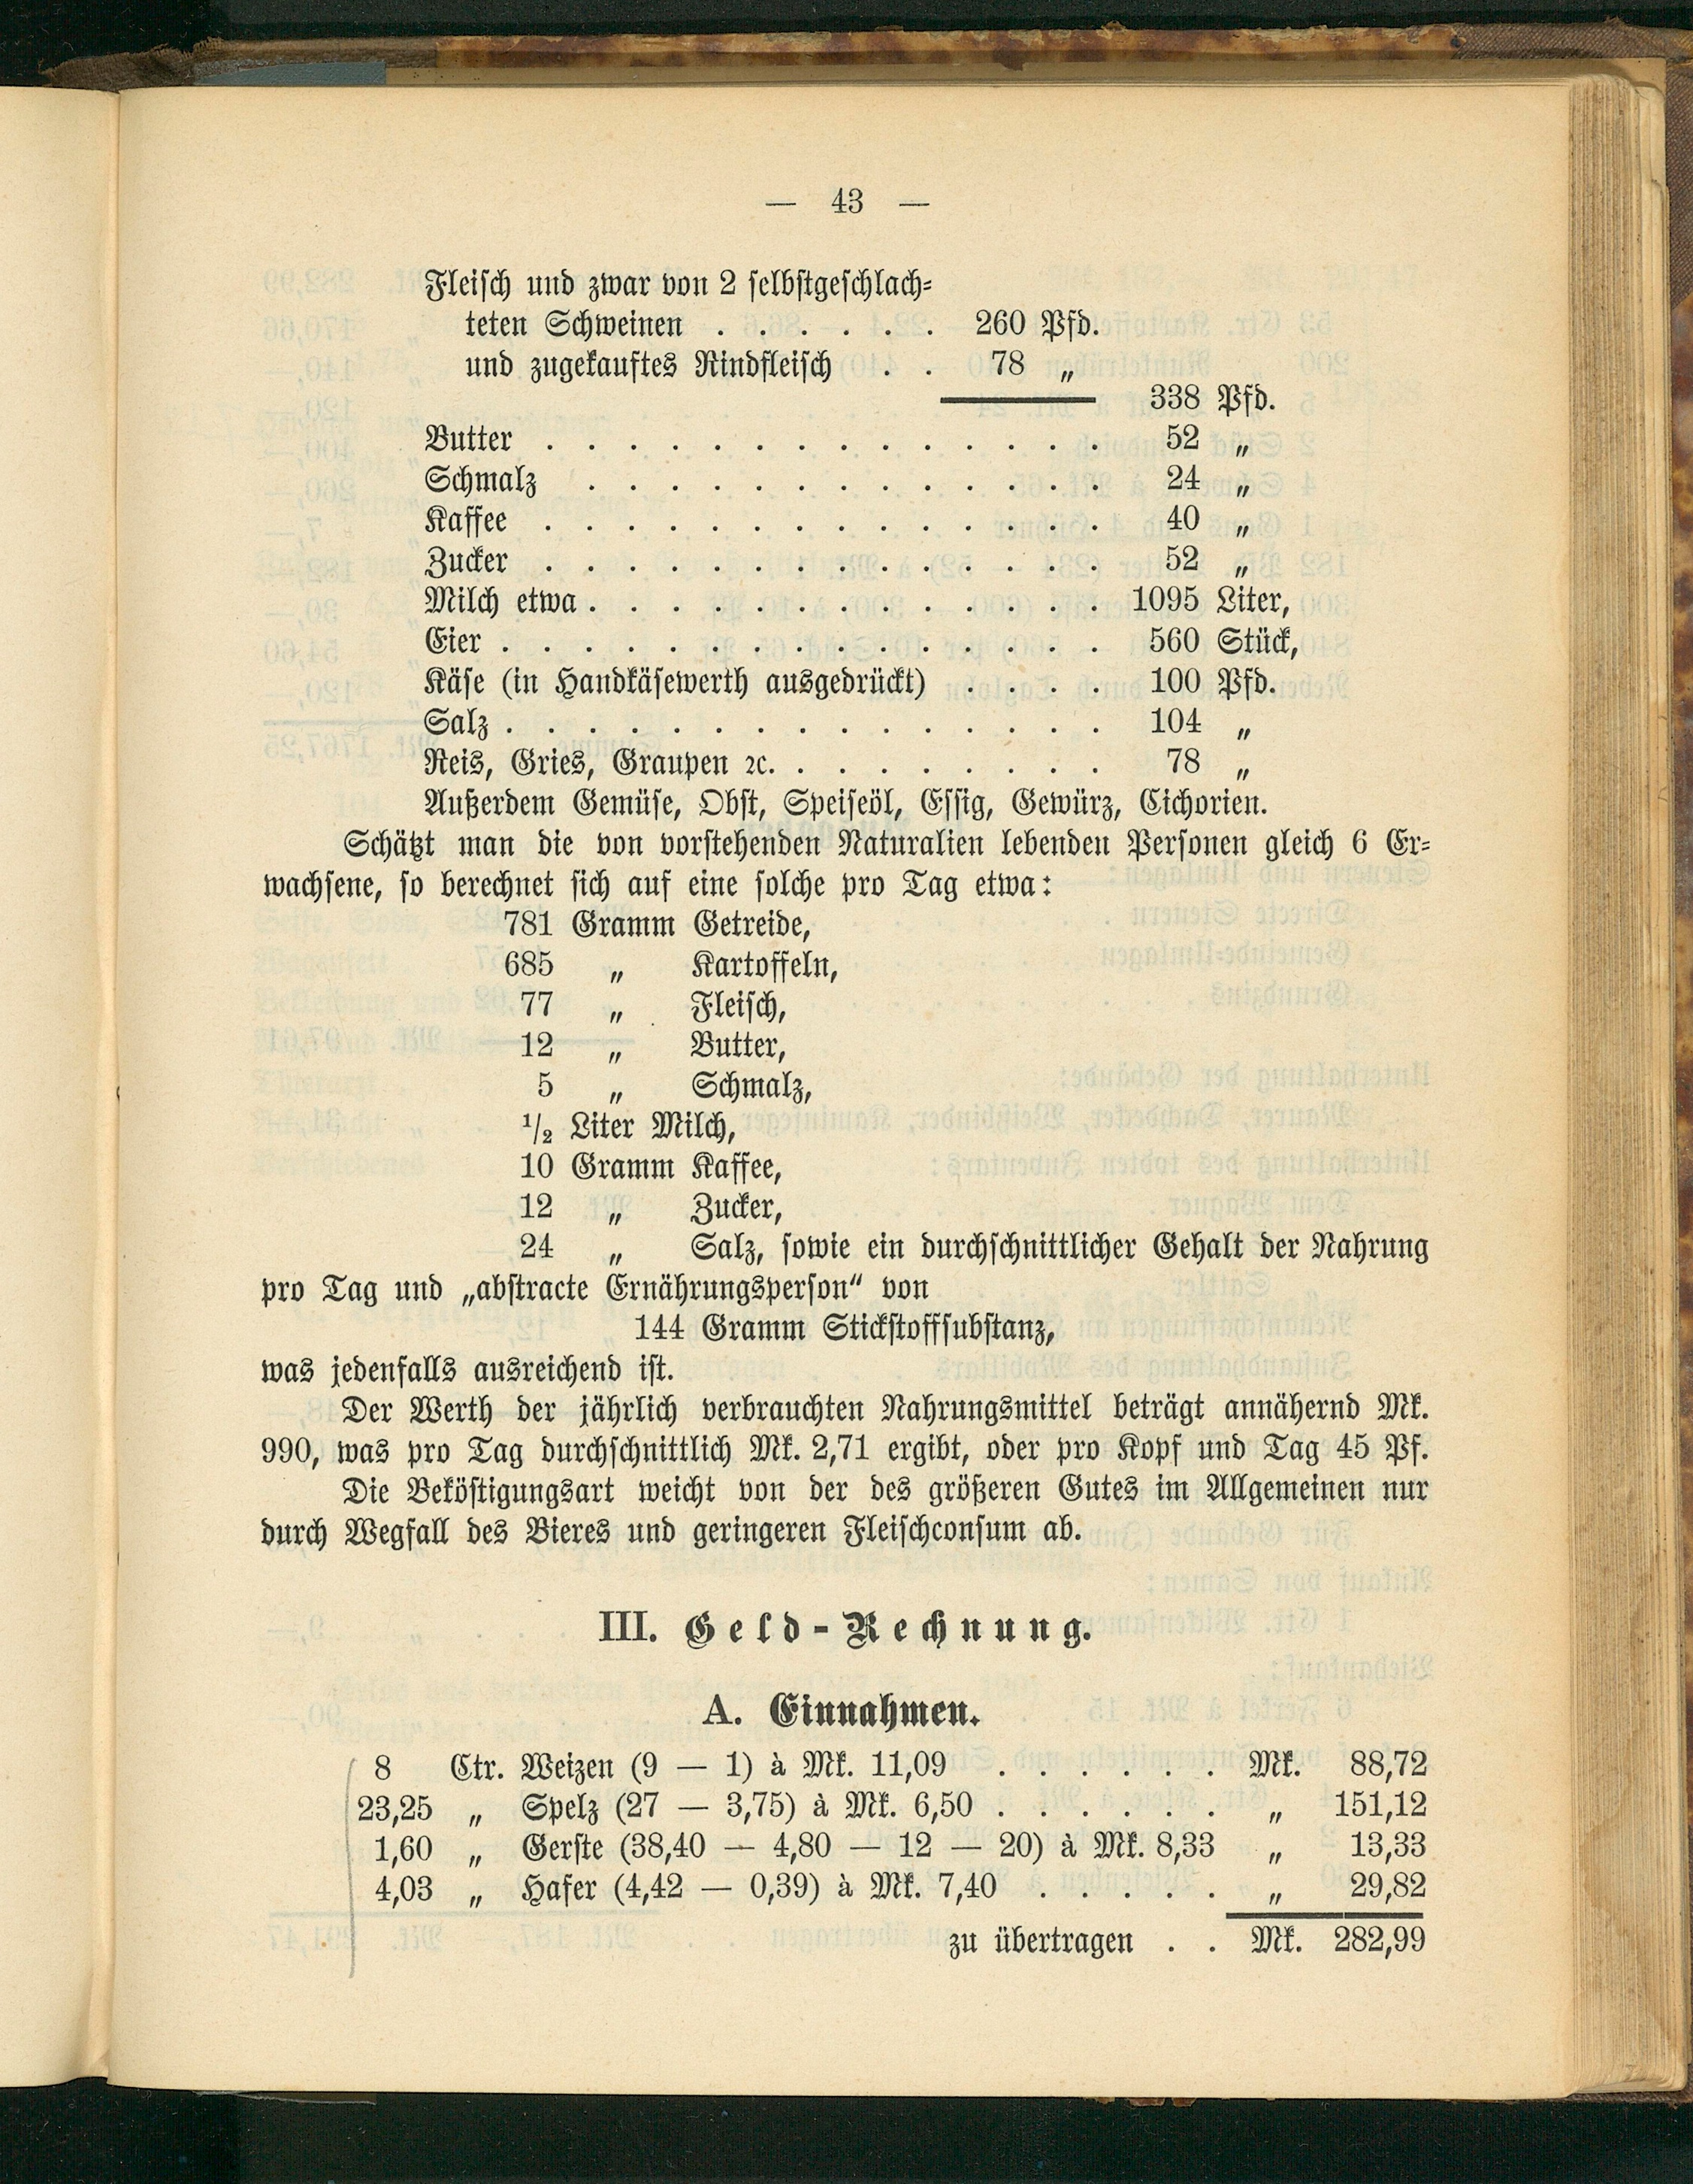 — 43 —
Fleisch und zwar von 2 selbstgeschlach-
teten Schweinen . . . . . . 260 Pfd.
und zugekauftes Rindfleisch . . 78 „
338 Pfd.
Butter . . . . . . . . . . . . . . 52 „
Schmalz . . . . . . . . . . . . . 24 „
Kaffee . . . . . . . . . . . . . . 40 „
Zucker . . . . . . . . . . . . . . 52 „
Milch etwa . . . . . . . . . . . . . 1095 Liter,
Eier . . . . . . . . . . . . . . . 560 Stück,
Käse (in Handkäsewerth ausgedrückt) . . . . 100 Pfd.
Salz . . . . . . . . . . . . . . . 104 „
Reis, Gries, Graupen ꝛc. . . . . . . . . 78 „
Außerdem Gemüse, Obst, Speiseöl, Essig, Gewürz, Cichorien.
Schätzt man die von vorstehenden Naturalien lebenden Personen gleich 6 Er-
wachsene, so berechnet sich auf eine solche pro Tag etwa:
781 Gramm Getreide,
685 „ Kartoffeln,
77 „ Fleisch,
12 „ Butter,
5 „ Schmalz,
1/2 Liter Milch,
10 Gramm Kaffee,
12 „ Zucker,
24 „ Salz, sowie ein durchschnittlicher Gehalt der Nahrung
pro Tag und „abstracte Ernährungsperson“ von
144 Gramm Stickstoffsubstanz,
was jedenfalls ausreichend ist.
Der Werth der jährlich verbrauchten Nahrungsmittel beträgt annähernd Mk.
990, was pro Tag durchschnittlich Mk. 2,71 ergibt, oder pro Kopf und Tag 45 Pf.
Die Beköstigungsart weicht von der des größeren Gutes im Allgemeinen nur
durch Wegfall des Bieres und geringeren Fleischconsum ab.
III. Geld-Rechnung.
A. Einnahmen.
8 Ctr. Weizen (9 — 1) à Mk. 11,09 . . . . . . Mk. 88,72
23,25 „ Spelz (27 — 3,75) à Mk. 6,50 . . . . . . „ 151,12
1,60 „ Gerste (38,40 — 4,80 — 12 — 20) à Mk. 8,33 „ 13,33
4,03 „ Hafer (4,42 — 0,39) à Mk. 7,40 . . . . . „ 29,82
zu übertragen . . Mk. 282,99